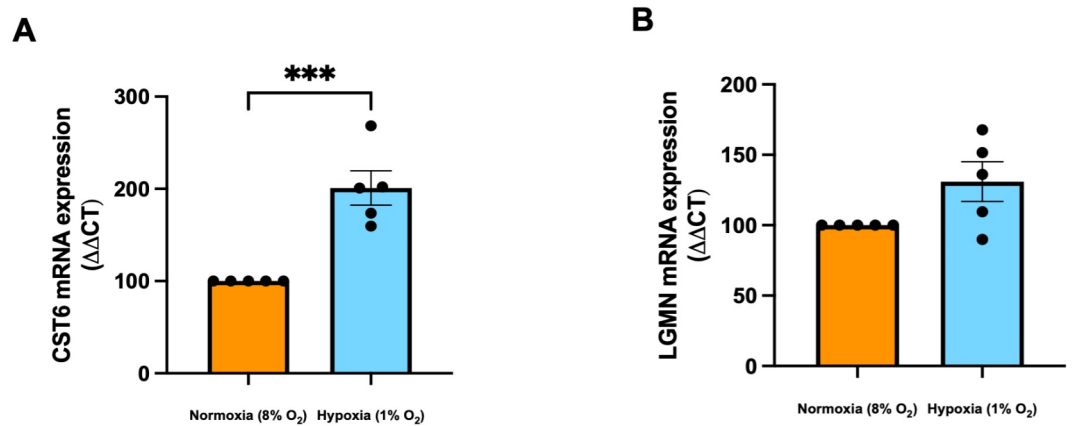 A
***
CST6 mRNA expression
(ΔΔCT)
300
200
100
0
Normoxia (8% O₂)
Hypoxia (1% O₂)
B
LGMN mRNA expression
(ΔΔCT)
200
150
100
50
0
Normoxia (8% O₂)
Hypoxia (1% O₂)